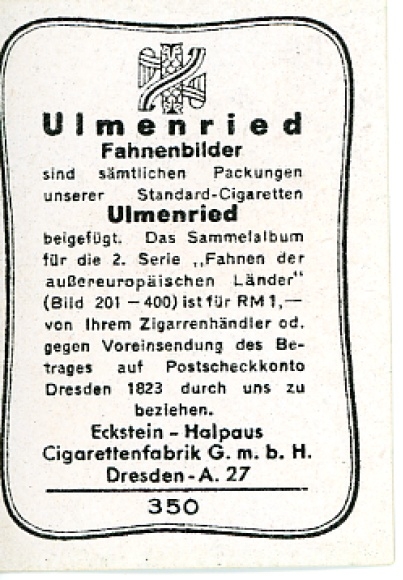 Ulmenried
Fahnenbilder
sind sämtlichen Packungen
unserer Standard-Cigaretten
Ulmenried
beigefügt. Das Sammelalbum
für die 2. Serie „Fahnen der
außereuropäischen Länder"
(Bild 201 – 400) ist für RM 1,—
von Ihrem Zigarrenhändler od.
gegen Voreinsendung des Be-
trages auf Postscheckkonto
Dresden 1823 durch uns zu
beziehen.
Eckstein - Halpaus
Cigarettenfabrik G. m. b. H.
Dresden - A. 27
350